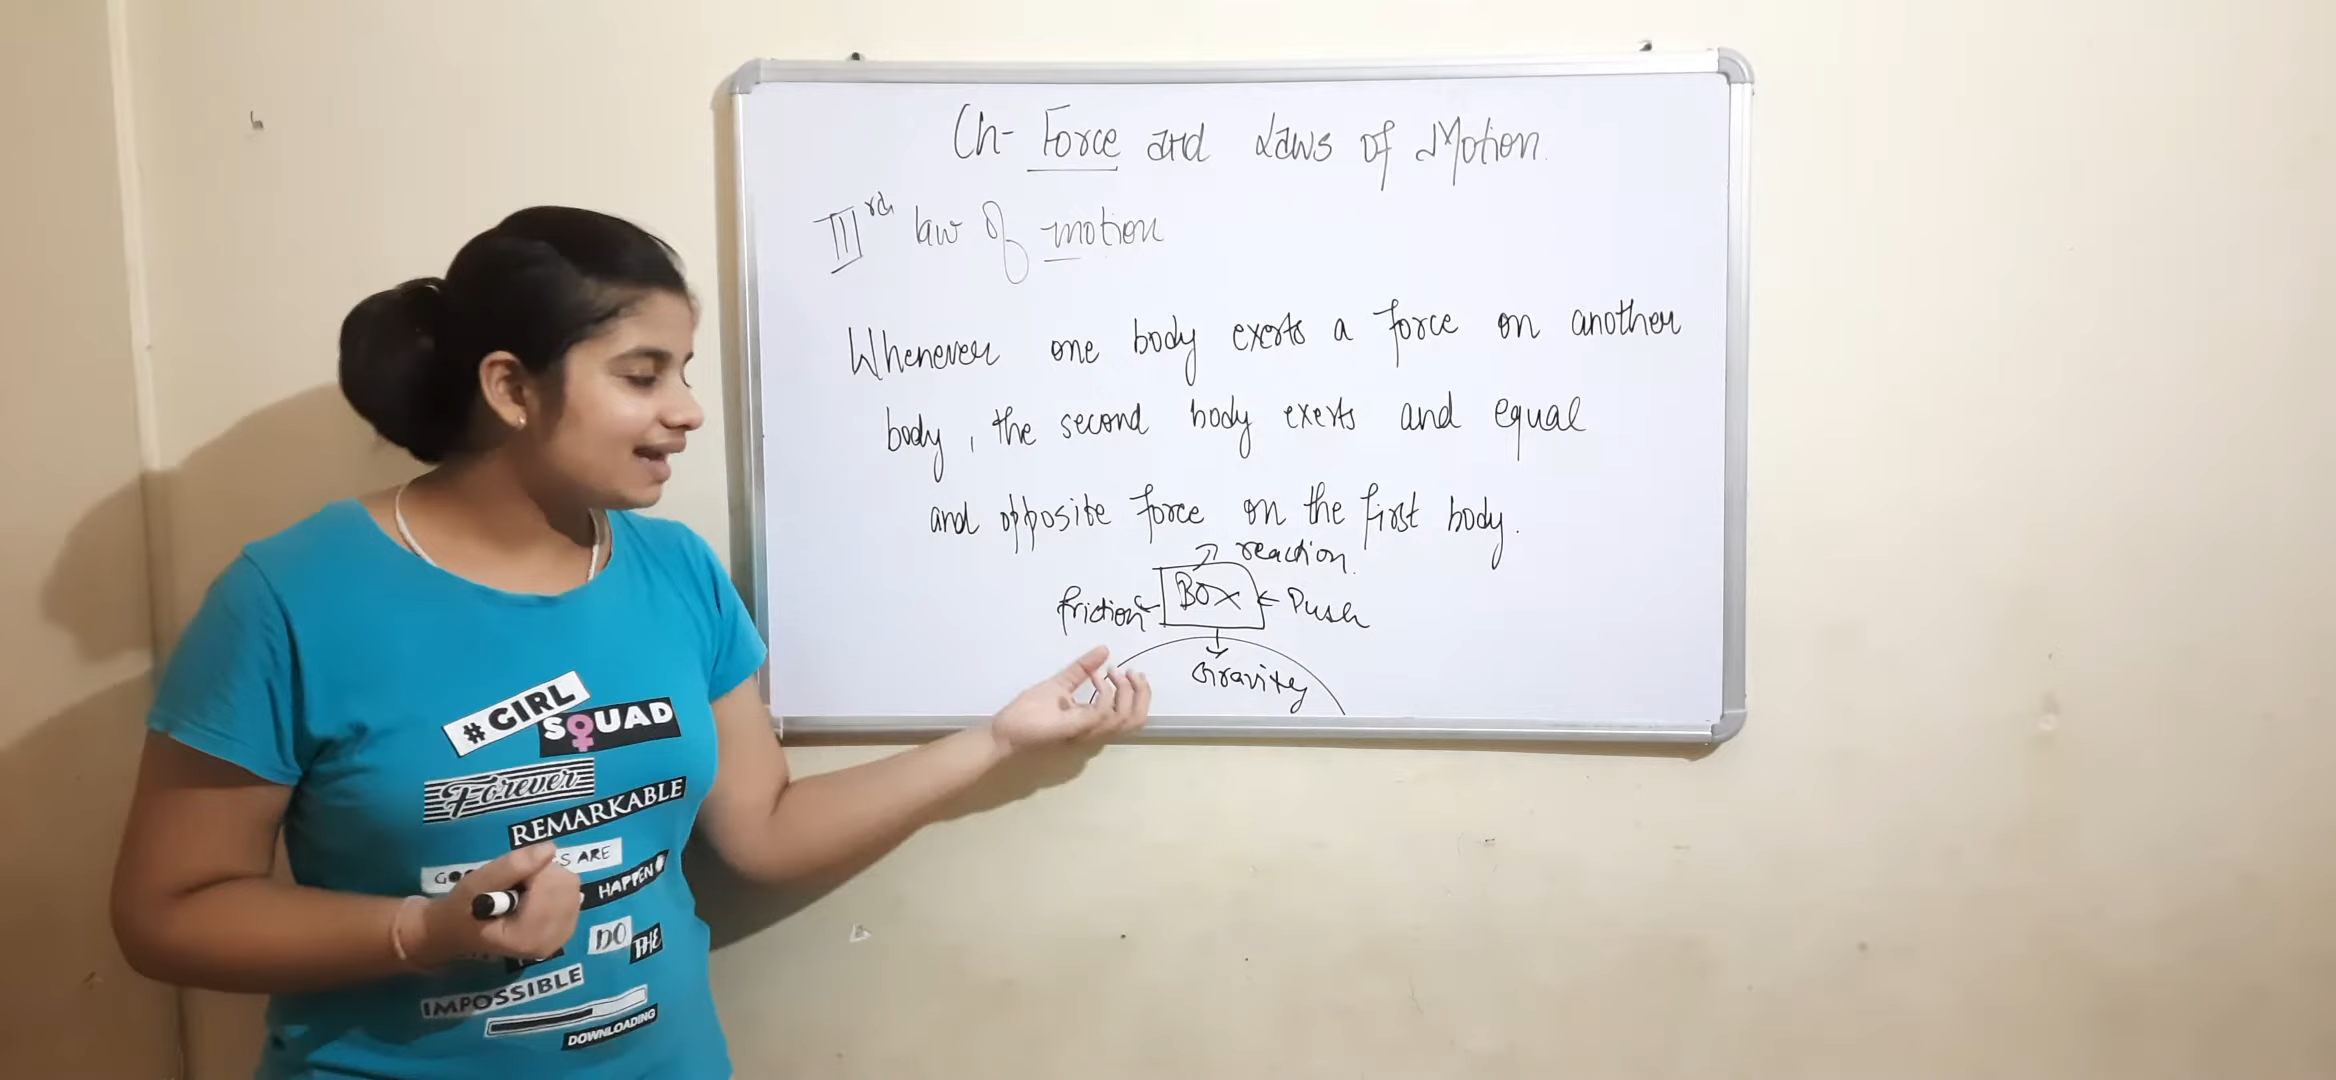 Ch- Force and Laws of Motion.
IIIrd law of motion
Whenever one body exerts a force on another
body, the second body exerts and equal
and opposite force on the first body.
reaction.
friction
Box
Push
Gravity
#GIRL
SQUAD
Forever
REMARKABLE
S ARE
HAPPEN
DO
THE
IMPOSSIBLE
DOWNLOADING